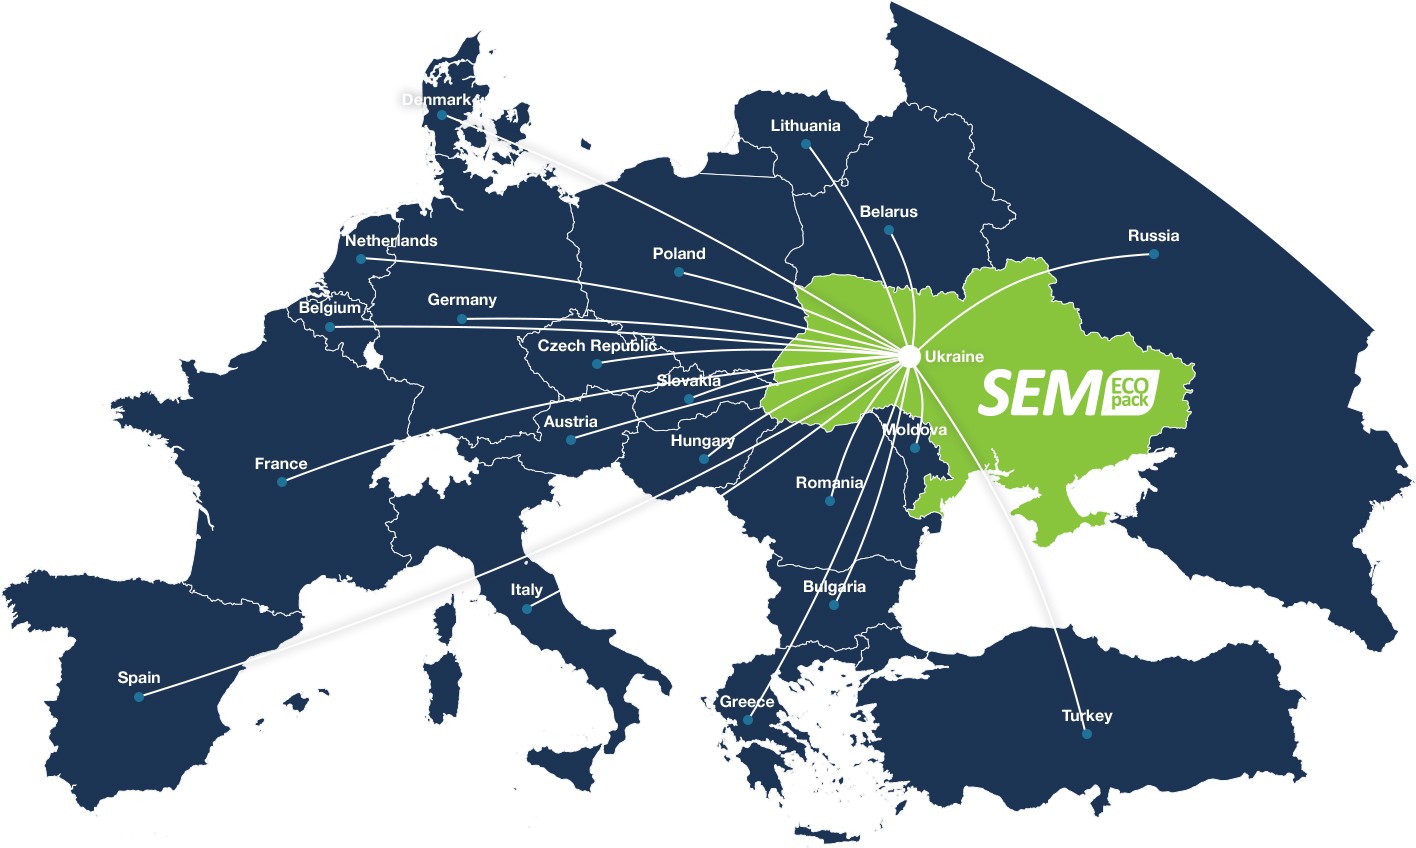 Denmark
Lithuania
Belarus
Russia
Netherlands
Poland
Germany
Belgium
Czech Republic
Ukraine
Slovakia
SEM ECO
pack
Austria
Moldova
Hungary
France
Romania
Bulgaria
Italy
Spain
Greece
Turkey